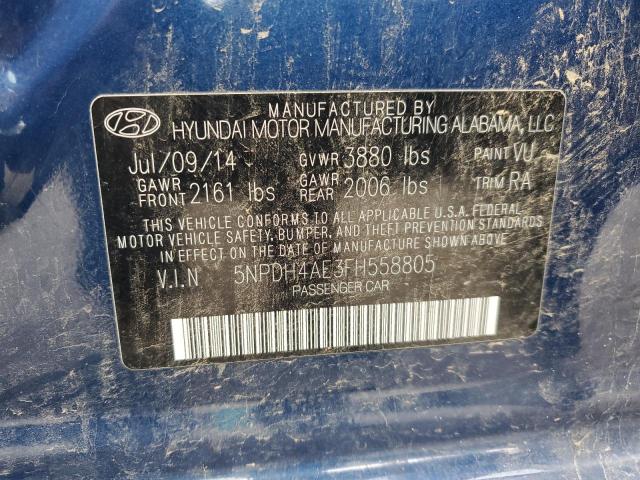 MANUFACTURED BY
HYUNDAI MOTOR MANUFACTURING ALABAMA, LLC
Jul/09/14 GVWR 3880 lbs PAINT VU
GAWR FRONT 2161 lbs GAWR REAR 2006 lbs TRIM RA
THIS VEHICLE CONFORMS TO ALL APPLICABLE U.S.A. FEDERAL
MOTOR VEHICLE SAFETY, BUMPER, AND THEFT PREVENTION STANDARDS
IN EFFECT ON THE DATE OF MANUFACTURE SHOWN ABOVE.
V.I.N 5NPDH4AE3FH558805
PASSENGER CAR